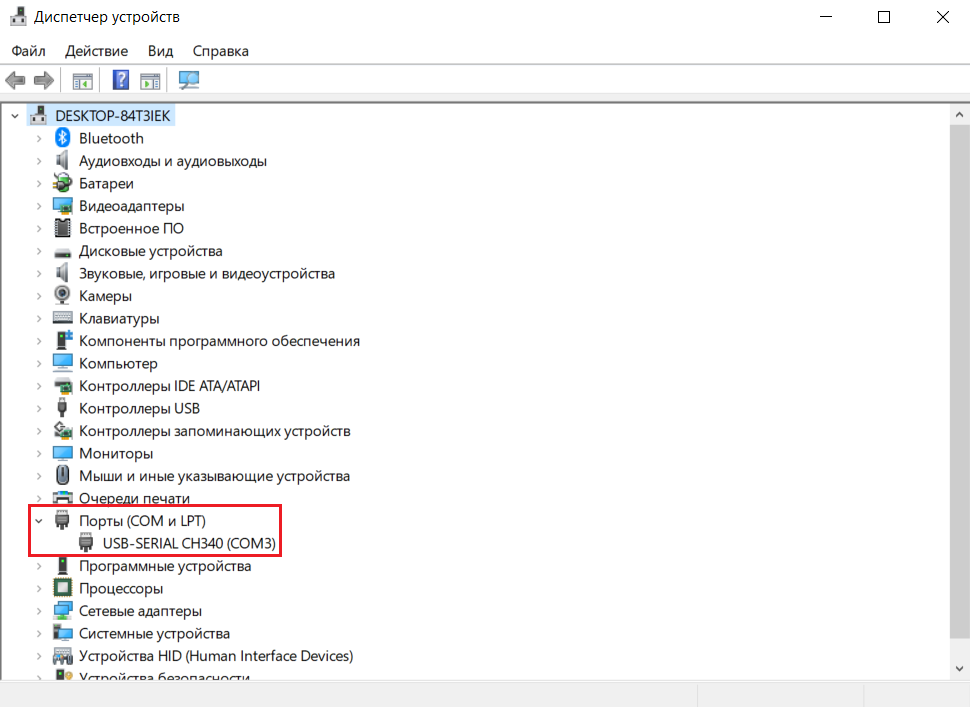 Диспетчер устройств
Файл Действие Вид Справка
DESKTOP-84T3IEK
Bluetooth
Аудиовходы и аудиовыходы
Батареи
Видеоадаптеры
Встроенное ПО
Дисковые устройства
Звуковые, игровые и видеоустройства
Камеры
Клавиатуры
Компоненты программного обеспечения
Компьютер
Контроллеры IDE ATA/ATAPI
Контроллеры USB
Контроллеры запоминающих устройств
Мониторы
Мыши и иные указывающие устройства
Очереди печати
Порты (COM и LPT)
USB-SERIAL CH340 (COM3)
Программные устройства
Процессоры
Сетевые адаптеры
Системные устройства
Устройства HID (Human Interface Devices)
Устройства безопасности